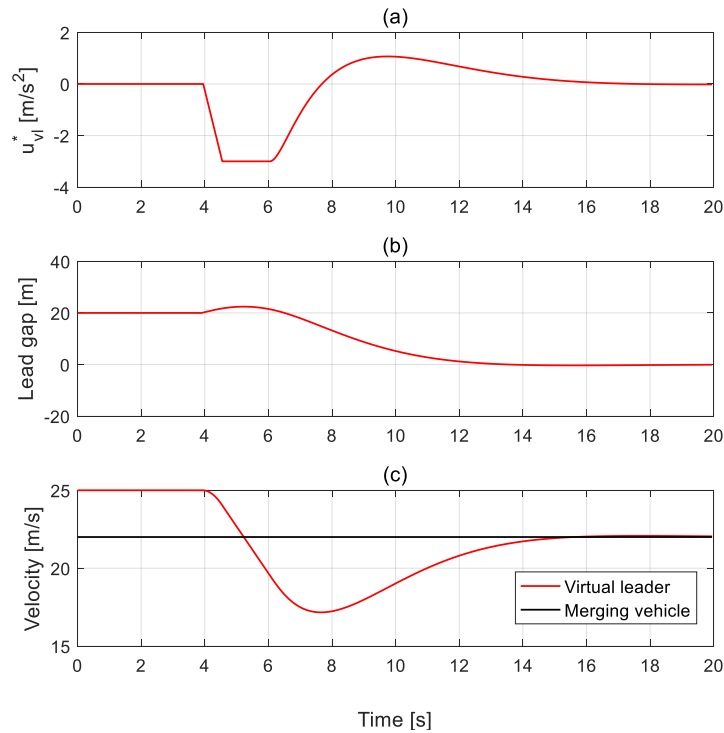 (a)
u*vl [m/s2]
2
0
-2
-4
0 2 4 6 8 10 12 14 16 18 20
(b)
Lead gap [m]
40
20
0
-20
0 2 4 6 8 10 12 14 16 18 20
(c)
Velocity [m/s]
25
20
15
Virtual leader
Merging vehicle
0 2 4 6 8 10 12 14 16 18 20
Time [s]